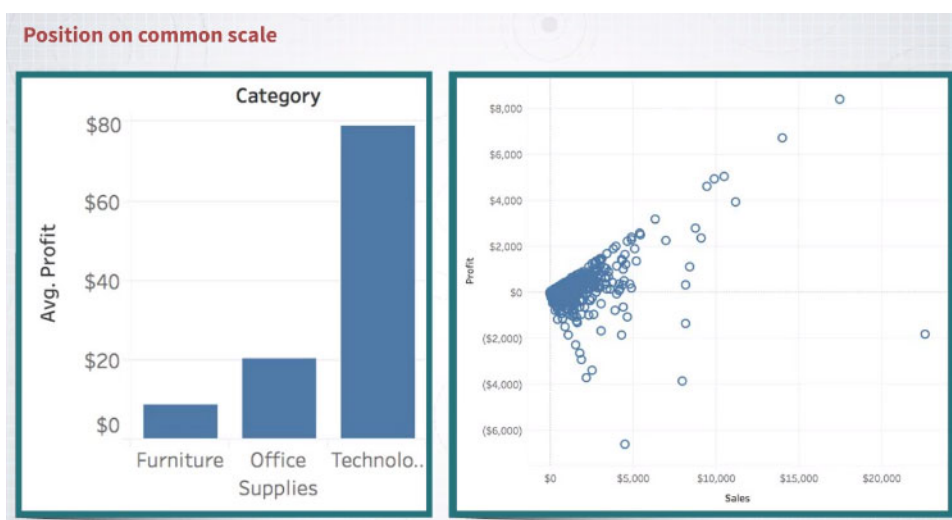 Position on common scale
Category
$80
$60
$40
$20
$0
Avg. Profit
Furniture
Office Supplies
Technolo..
$8,000
$6,000
$4,000
$2,000
$0
($2,000)
($4,000)
($6,000)
Profit
$0
$5,000
$10,000
$15,000
$20,000
Sales